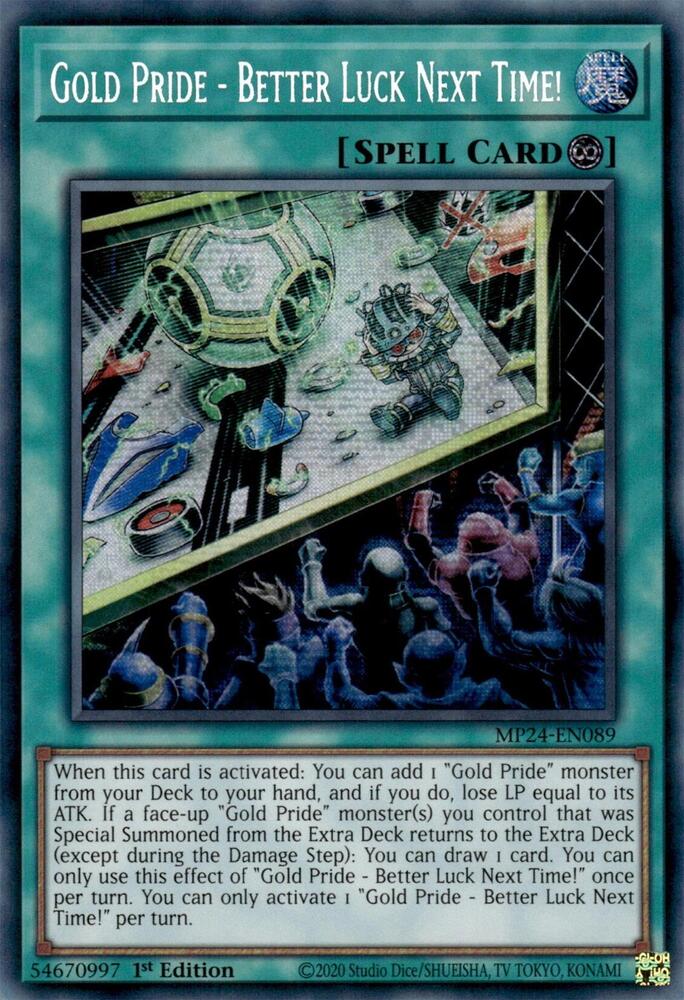 GOLD PRIDE - BETTER LUCK NEXT TIME!
SPELL
魔
[SPELL CARD]
MP24-EN089
When this card is activated: You can add 1 "Gold Pride" monster
from your Deck to your hand, and if you do, lose LP equal to its
ATK. If a face-up "Gold Pride" monster(s) you control that was
Special Summoned from the Extra Deck returns to the Extra Deck
(except during the Damage Step): You can draw 1 card. You can
only use this effect of "Gold Pride - Better Luck Next Time!" once
per turn. You can only activate 1 "Gold Pride - Better Luck Next
Time!" per turn.
54670997 1st Edition ©2020 Studio Dice/SHUEISHA, TV TOKYO, KONAMI